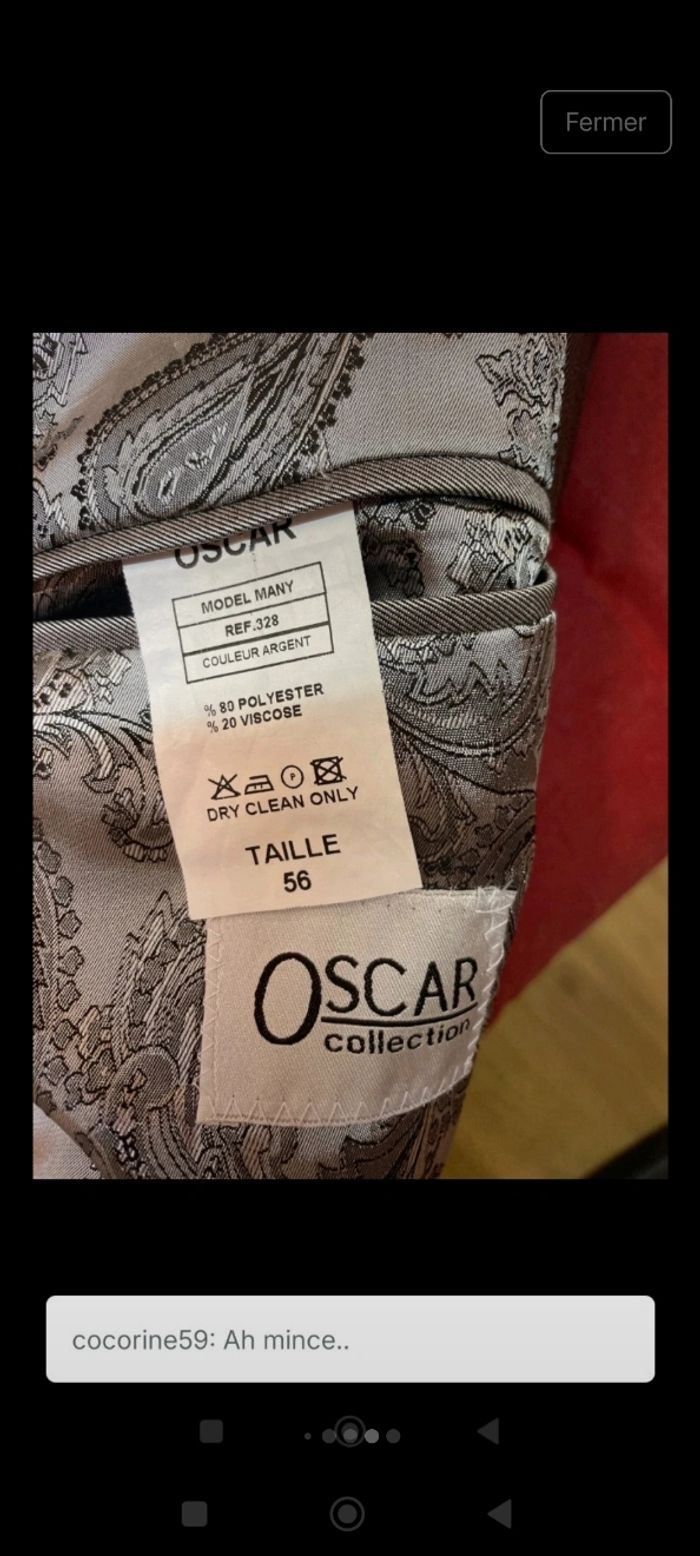 Fermer
OSCAR
MODEL MANY
REF.328
COULEUR ARGENT
% 80 POLYESTER
% 20 VISCOSE
P
DRY CLEAN ONLY
TAILLE
56
OSCAR
collection
cocorine59: Ah mince..